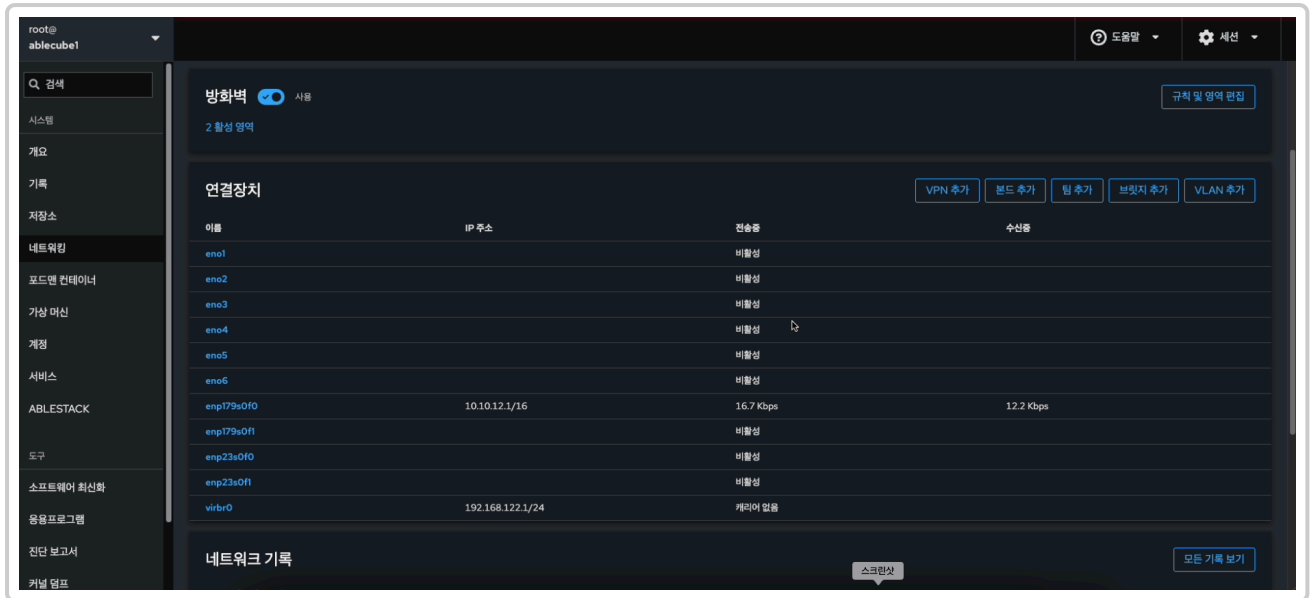 root@
ablecube1
도움말
세션
검색
시스템
개요
기록
저장소
네트워킹
포드맨 컨테이너
가상 머신
계정
서비스
ABLESTACK
도구
소프트웨어 최신화
응용프로그램
진단 보고서
커널 덤프
방화벽 사용 규칙 및 영역 편집
2 활성 영역
연결장치 VPN 추가 본드 추가 팀 추가 브릿지 추가 VLAN 추가
이름 IP 주소 전송중 수신중
eno1 비활성
eno2 비활성
eno3 비활성
eno4 비활성
eno5 비활성
eno6 비활성
enp179s0f0 10.10.12.1/16 16.7 Kbps 12.2 Kbps
enp179s0f1 비활성
enp23s0f0 비활성
enp23s0f1 비활성
virbr0 192.168.122.1/24 캐리어 없음
네트워크 기록 모든 기록 보기
스크린샷